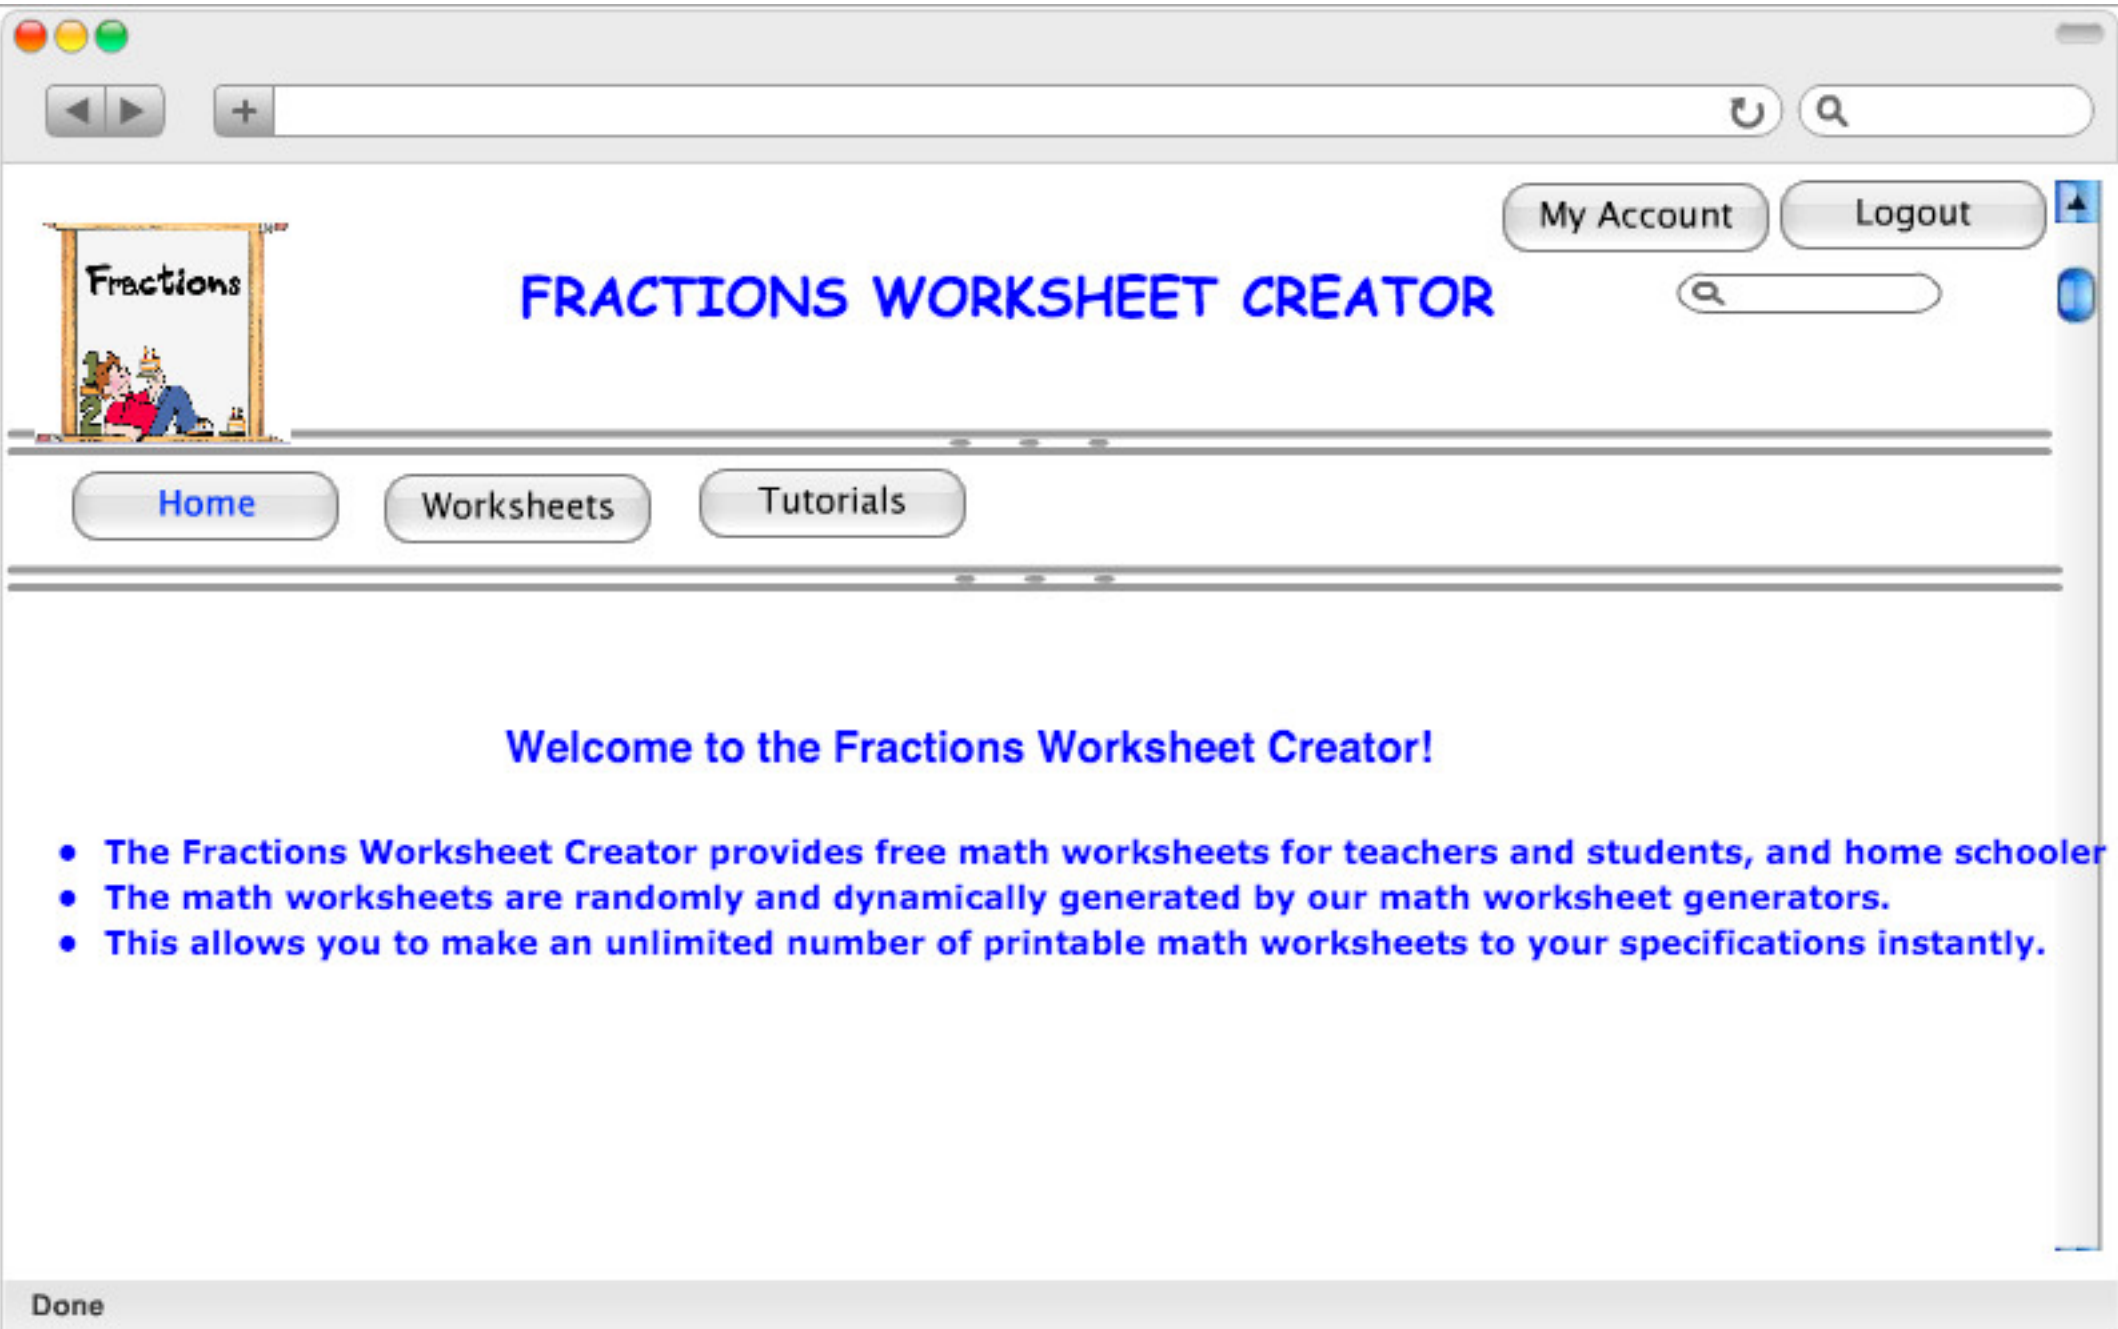 My Account Logout
Fractions
FRACTIONS WORKSHEET CREATOR
1
2
Home Worksheets Tutorials
Welcome to the Fractions Worksheet Creator!
• The Fractions Worksheet Creator provides free math worksheets for teachers and students, and home schooler
• The math worksheets are randomly and dynamically generated by our math worksheet generators.
• This allows you to make an unlimited number of printable math worksheets to your specifications instantly.
Done